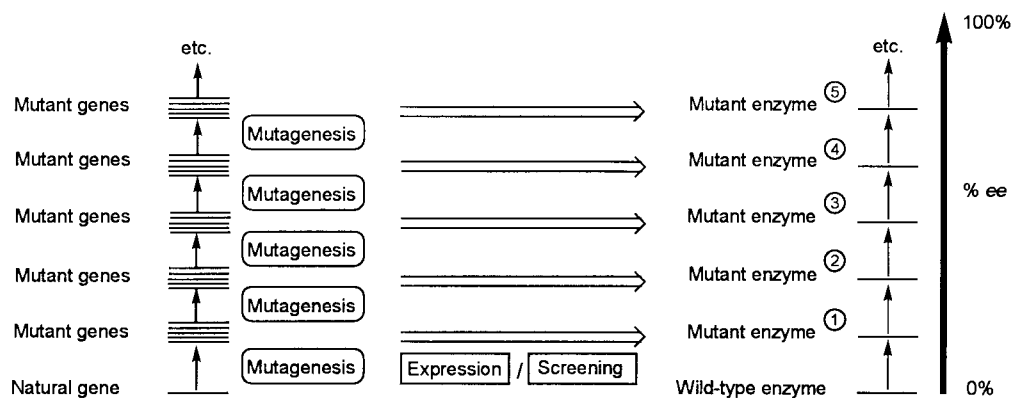 etc.
etc.
100%
Mutant genes
Mutant enzyme ⑤
Mutagenesis
Mutant genes
Mutant enzyme ④
Mutagenesis
% ee
Mutant genes
Mutant enzyme ③
Mutagenesis
Mutant genes
Mutant enzyme ②
Mutagenesis
Mutant genes
Mutant enzyme ①
Mutagenesis
Expression / Screening
Natural gene
Wild-type enzyme
0%